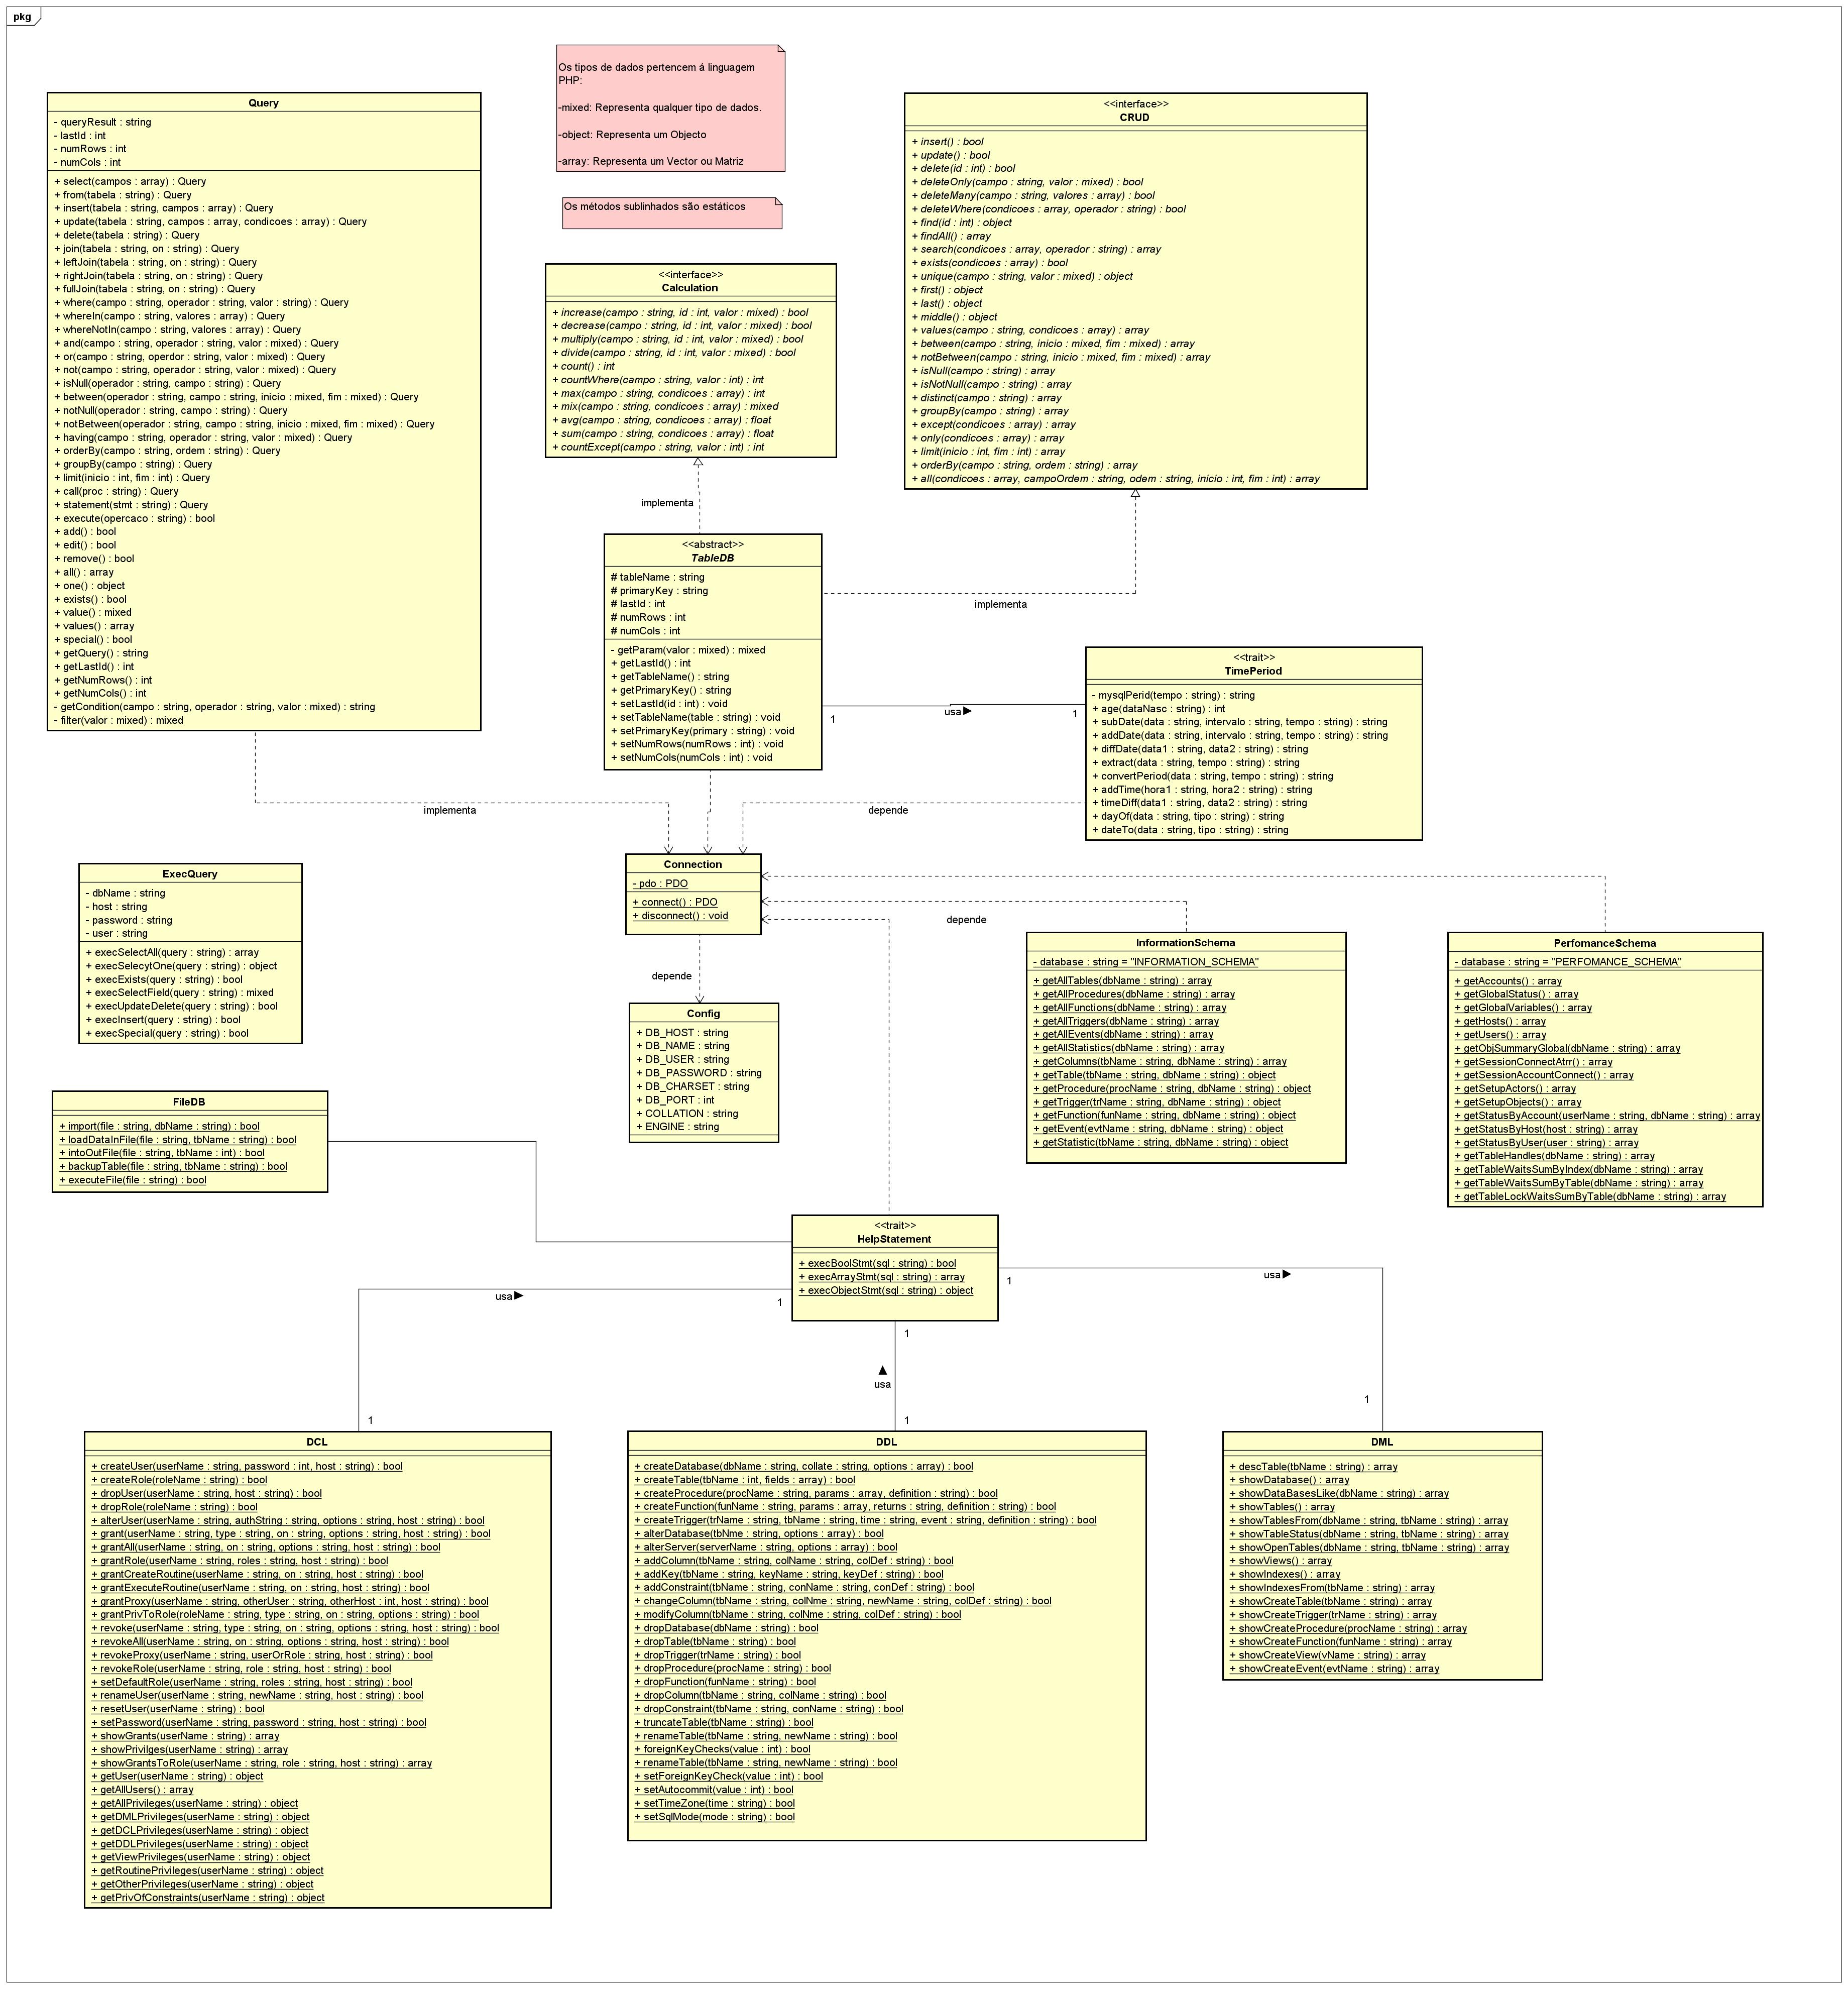 pkg
Os tipos de dados pertencem á linguagem
PHP:
-mixed: Representa qualquer tipo de dados.
-object: Representa um Objecto
-array: Representa um Vector ou Matriz
Os métodos sublinhados são estáticos
Query
- queryResult : string
- lastId : int
- numRows : int
- numCols : int
+ select(campos : array) : Query
+ from(tabela : string) : Query
+ insert(tabela : string, campos : array) : Query
+ update(tabela : string, campos : array, condicoes : array) : Query
+ delete(tabela : string) : Query
+ join(tabela : string, on : string) : Query
+ leftJoin(tabela : string, on : string) : Query
+ rightJoin(tabela : string, on : string) : Query
+ fullJoin(tabela : string, on : string) : Query
+ where(campo : string, operador : string, valor : string) : Query
+ whereIn(campo : string, valores : array) : Query
+ whereNotIn(campo : string, valores : array) : Query
+ and(campo : string, operador : string, valor : mixed) : Query
+ or(campo : string, operdor : string, valor : mixed) : Query
+ not(campo : string, operador : string, valor : mixed) : Query
+ isNull(operador : string, campo : string) : Query
+ between(operador : string, campo : string, inicio : mixed, fim : mixed) : Query
+ notNull(operador : string, campo : string) : Query
+ notBetween(operador : string, campo : string, inicio : mixed, fim : mixed) : Query
+ having(campo : string, operador : string, valor : mixed) : Query
+ orderBy(campo : string, ordem : string) : Query
+ groupBy(campo : string) : Query
+ limit(inicio : int, fim : int) : Query
+ call(proc : string) : Query
+ statement(stmt : string) : Query
+ execute(opercaco : string) : bool
+ add() : bool
+ edit() : bool
+ remove() : bool
+ all() : array
+ one() : object
+ exists() : bool
+ value() : mixed
+ values() : array
+ special() : bool
+ getQuery() : string
+ getLastId() : int
+ getNumRows() : int
+ getNumCols() : int
- getCondition(campo : string, operador : string, valor : mixed) : string
- filter(valor : mixed) : mixed
<<interface>>
CRUD
+ insert() : bool
+ update() : bool
+ delete(id : int) : bool
+ deleteOnly(campo : string, valor : mixed) : bool
+ deleteMany(campo : string, valores : array) : bool
+ deleteWhere(condicoes : array, operador : string) : bool
+ find(id : int) : object
+ findAll() : array
+ search(condicoes : array, operador : string) : array
+ exists(condicoes : array) : bool
+ unique(campo : string, valor : mixed) : object
+ first() : object
+ last() : object
+ middle() : object
+ values(campo : string, condicoes : array) : array
+ between(campo : string, inicio : mixed, fim : mixed) : array
+ notBetween(campo : string, inicio : mixed, fim : mixed) : array
+ isNull(campo : string) : array
+ isNotNull(campo : string) : array
+ distinct(campo : string) : array
+ groupBy(campo : string) : array
+ except(condicoes : array) : array
+ only(condicoes : array) : array
+ limit(inicio : int, fim : int) : array
+ orderBy(campo : string, ordem : string) : array
+ all(condicoes : array, campoOrdem : string, odem : string, inicio : int, fim : int) : array
<<interface>>
Calculation
+ increase(campo : string, id : int, valor : mixed) : bool
+ decrease(campo : string, id : int, valor : mixed) : bool
+ multiply(campo : string, id : int, valor : mixed) : bool
+ divide(campo : string, id : int, valor : mixed) : bool
+ count() : int
+ countWhere(campo : string, valor : int) : int
+ max(campo : string, condicoes : array) : int
+ mix(campo : string, condicoes : array) : mixed
+ avg(campo : string, condicoes : array) : float
+ sum(campo : string, condicoes : array) : float
+ countExcept(campo : string, valor : int) : int
implementa
<<abstract>>
TableDB
# tableName : string
# primaryKey : string
# lastId : int
# numRows : int
# numCols : int
- getParam(valor : mixed) : mixed
+ getLastId() : int
+ getTableName() : string
+ getPrimaryKey() : string
+ setLastId(id : int) : void
+ setTableName(table : string) : void
+ setPrimaryKey(primary : string) : void
+ setNumRows(numRows : int) : void
+ setNumCols(numCols : int) : void
implementa
1
usa
1
<<trait>>
TimePeriod
- mysqlPerid(tempo : string) : string
+ age(dataNasc : string) : int
+ subDate(data : string, intervalo : string, tempo : string) : string
+ addDate(data : string, intervalo : string, tempo : string) : string
+ diffDate(data1 : string, data2 : string) : string
+ extract(data : string, tempo : string) : string
+ convertPeriod(data : string, tempo : string) : string
+ addTime(hora1 : string, hora2 : string) : string
+ timeDiff(data1 : string, data2 : string) : string
+ dayOf(data : string, tipo : string) : string
+ dateTo(data : string, tipo : string) : string
implementa
depende
Connection
- pdo : PDO
+ connect() : PDO
+ disconnect() : void
depende
depende
ExecQuery
- dbName : string
- host : string
- password : string
- user : string
+ execSelectAll(query : string) : array
+ execSelecytOne(query : string) : object
+ execExists(query : string) : bool
+ execSelectField(query : string) : mixed
+ execUpdateDelete(query : string) : bool
+ execInsert(query : string) : bool
+ execSpecial(query : string) : bool
Config
+ DB_HOST : string
+ DB_NAME : string
+ DB_USER : string
+ DB_PASSWORD : string
+ DB_CHARSET : string
+ DB_PORT : int
+ COLLATION : string
+ ENGINE : string
InformationSchema
- database : string = "INFORMATION_SCHEMA"
+ getAllTables(dbName : string) : array
+ getAllProcedures(dbName : string) : array
+ getAllFunctions(dbName : string) : array
+ getAllTriggers(dbName : string) : array
+ getAllEvents(dbName : string) : array
+ getAllStatistics(dbName : string) : array
+ getColumns(tbName : string, dbName : string) : array
+ getTable(tbName : string, dbName : string) : object
+ getProcedure(procName : string, dbName : string) : object
+ getTrigger(trName : string, dbName : string) : object
+ getFunction(funName : string, dbName : string) : object
+ getEvent(evtName : string, dbName : string) : object
+ getStatistic(tbName : string, dbName : string) : object
PerfomanceSchema
- database : string = "PERFOMANCE_SCHEMA"
+ getAccounts() : array
+ getGlobalStatus() : array
+ getGlobalVariables() : array
+ getHosts() : array
+ getUsers() : array
+ getObjSummaryGlobal(dbName : string) : array
+ getSessionConnectAtrr() : array
+ getSessionAccountConnect() : array
+ getSetupActors() : array
+ getSetupObjects() : array
+ getStatusByAccount(userName : string, dbName : string) : array
+ getStatusByHost(host : string) : array
+ getStatusByUser(user : string) : array
+ getTableHandles(dbName : string) : array
+ getTableWaitsSumByIndex(dbName : string) : array
+ getTableWaitsSumByTable(dbName : string) : array
+ getTableLockWaitsSumByTable(dbName : string) : array
FileDB
+ import(file : string, dbName : string) : bool
+ loadDataInFile(file : string, tbName : string) : bool
+ intoOutFile(file : string, tbName : int) : bool
+ backupTable(file : string, tbName : string) : bool
+ executeFile(file : string) : bool
<<trait>>
HelpStatement
+ execBoolStmt(sql : string) : bool
+ execArrayStmt(sql : string) : array
+ execObjectStmt(sql : string) : object
usa
1
1
usa
1
usa
1
1
1
DCL
+ createUser(userName : string, password : int, host : string) : bool
+ createRole(roleName : string) : bool
+ dropUser(userName : string, host : string) : bool
+ dropRole(roleName : string) : bool
+ alterUser(userName : string, authString : string, options : string, host : string) : bool
+ grant(userName : string, type : string, on : string, options : string, host : string) : bool
+ grantAll(userName : string, on : string, options : string, host : string) : bool
+ grantRole(userName : string, roles : string, host : string) : bool
+ grantCreateRoutine(userName : string, on : string, host : string) : bool
+ grantExecuteRoutine(userName : string, on : string, host : string) : bool
+ grantProxy(userName : string, otherUser : string, otherHost : int, host : string) : bool
+ grantPrivToRole(roleName : string, type : string, on : string, options : string) : bool
+ revoke(userName : string, type : string, on : string, options : string, host : string) : bool
+ revokeAll(userName : string, on : string, options : string, host : string) : bool
+ revokeProxy(userName : string, userOrRole : string, host : string) : bool
+ revokeRole(userName : string, role : string, host : string) : bool
+ setDefaultRole(userName : string, roles : string, host : string) : bool
+ renameUser(userName : string, newName : string, host : string) : bool
+ resetUser(userName : string) : bool
+ setPassword(userName : string, password : string, host : string) : bool
+ showGrants(userName : string) : array
+ showPrivilges(userName : string) : array
+ showGrantsToRole(userName : string, role : string, host : string) : array
+ getUser(userName : string) : object
+ getAllUsers() : array
+ getAllPrivileges(userName : string) : object
+ getDMLPrivileges(userName : string) : object
+ getDCLPrivileges(userName : string) : object
+ getDDLPrivileges(userName : string) : object
+ getViewPrivileges(userName : string) : object
+ getRoutinePrivileges(userName : string) : object
+ getOtherPrivileges(userName : string) : object
+ getPrivOfConstraints(userName : string) : object
DDL
+ createDatabase(dbName : string, collate : string, options : array) : bool
+ createTable(tbName : int, fields : array) : bool
+ createProcedure(procName : string, params : array, definition : string) : bool
+ createFunction(funName : string, params : array, returns : string, definition : string) : bool
+ createTrigger(trName : string, tbName : string, time : string, event : string, definition : string) : bool
+ alterDatabase(tbNme : string, options : array) : bool
+ alterServer(serverName : string, options : array) : bool
+ addColumn(tbName : string, colName : string, colDef : string) : bool
+ addKey(tbName : string, keyName : string, keyDef : string) : bool
+ addConstraint(tbName : string, conName : string, conDef : string) : bool
+ changeColumn(tbName : string, colNme : string, newName : string, colDef : string) : bool
+ modifyColumn(tbName : string, colNme : string, colDef : string) : bool
+ dropDatabase(dbName : string) : bool
+ dropTable(tbName : string) : bool
+ dropTrigger(trName : string) : bool
+ dropProcedure(procName : string) : bool
+ dropFunction(funName : string) : bool
+ dropColumn(tbName : string, colName : string) : bool
+ dropConstraint(tbName : string, conName : string) : bool
+ truncateTable(tbName : string) : bool
+ renameTable(tbName : string, newName : string) : bool
+ foreignKeyChecks(value : int) : bool
+ renameTable(tbName : string, newName : string) : bool
+ setForeignKeyCheck(value : int) : bool
+ setAutocommit(value : int) : bool
+ setTimeZone(time : string) : bool
+ setSqlMode(mode : string) : bool
DML
+ descTable(tbName : string) : array
+ showDatabase() : array
+ showDataBasesLike(dbName : string) : array
+ showTables() : array
+ showTablesFrom(dbName : string, tbName : string) : array
+ showTableStatus(dbName : string, tbName : string) : array
+ showOpenTables(dbName : string, tbName : string) : array
+ showViews() : array
+ showIndexes() : array
+ showIndexesFrom(tbName : string) : array
+ showCreateTable(tbName : string) : array
+ showCreateTrigger(trName : string) : array
+ showCreateProcedure(procName : string) : array
+ showCreateFunction(funName : string) : array
+ showCreateView(vName : string) : array
+ showCreateEvent(evtName : string) : array